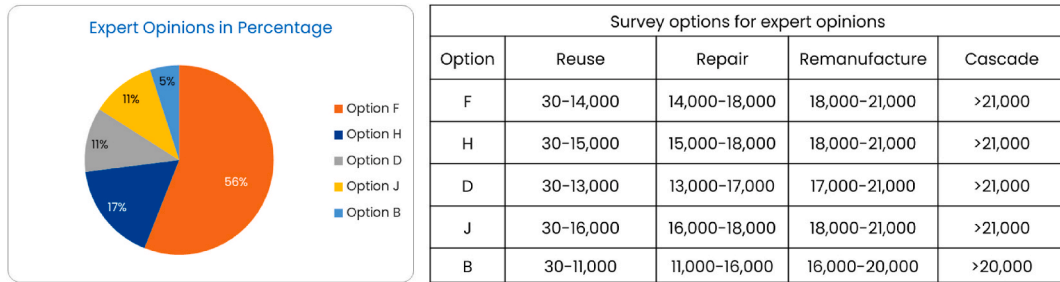 Expert Opinions in Percentage
5%
11%
11%
17%
56%
Option F
Option H
Option D
Option J
Option B
Survey options for expert opinions
Option Reuse Repair Remanufacture Cascade
F 30-14,000 14,000-18,000 18,000-21,000 >21,000
H 30-15,000 15,000-18,000 18,000-21,000 >21,000
D 30-13,000 13,000-17,000 17,000-21,000 >21,000
J 30-16,000 16,000-18,000 18,000-21,000 >21,000
B 30-11,000 11,000-16,000 16,000-20,000 >20,000